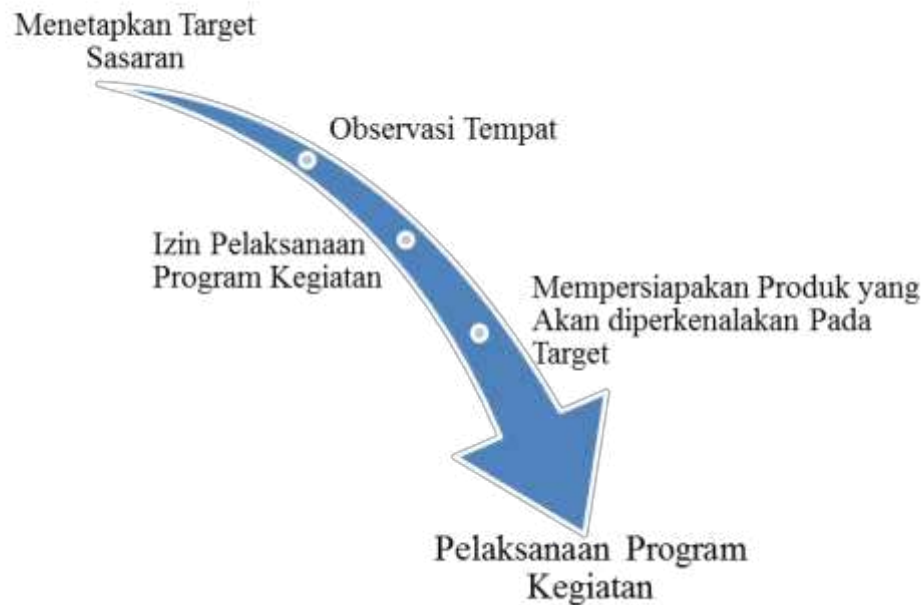 Menetapkan Target
Sasaran
Observasi Tempat
Izin Pelaksanaan
Program Kegiatan
Mempersiapakan Produk yang
Akan diperkenalakan Pada
Target
Pelaksanaan Program
Kegiatan